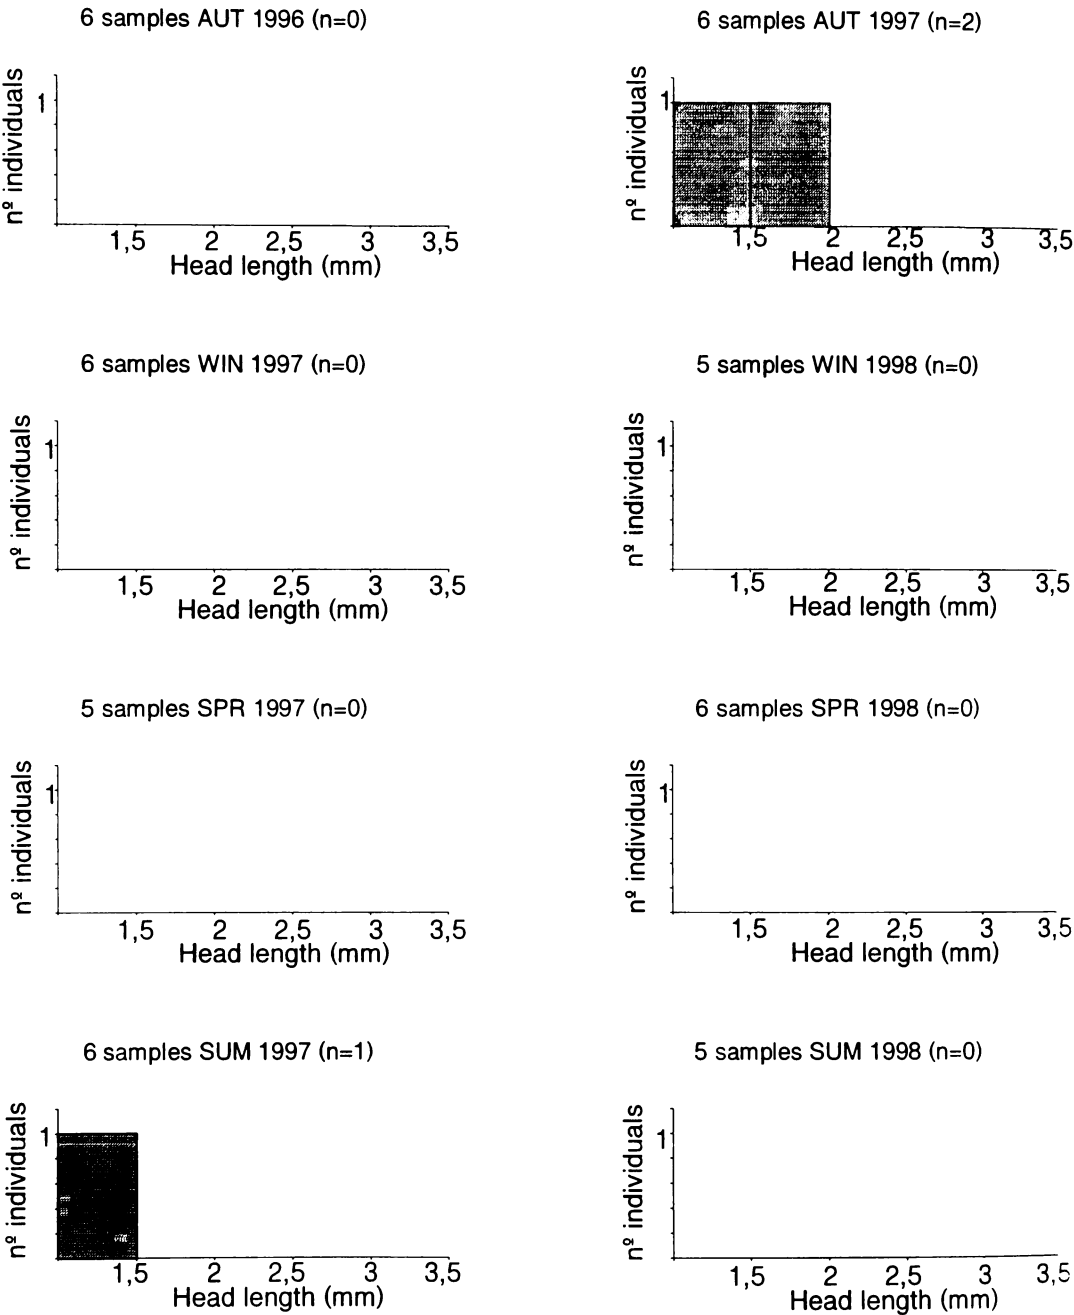 6 samples AUT 1996 (n=0)
nº individuals
1
1,5 2 2,5 3 3,5
Head length (mm)
6 samples AUT 1997 (n=2)
nº individuals
1
1,5 2 2,5 3 3,5
Head length (mm)
6 samples WIN 1997 (n=0)
nº individuals
1
1,5 2 2,5 3 3,5
Head length (mm)
5 samples WIN 1998 (n=0)
nº individuals
1
1,5 2 2,5 3 3,5
Head length (mm)
5 samples SPR 1997 (n=0)
nº individuals
1
1,5 2 2,5 3 3,5
Head length (mm)
6 samples SPR 1998 (n=0)
nº individuals
1
1,5 2 2,5 3 3,5
Head length (mm)
6 samples SUM 1997 (n=1)
nº individuals
1
1,5 2 2,5 3 3,5
Head length (mm)
5 samples SUM 1998 (n=0)
nº individuals
1
1,5 2 2,5 3 3,5
Head length (mm)